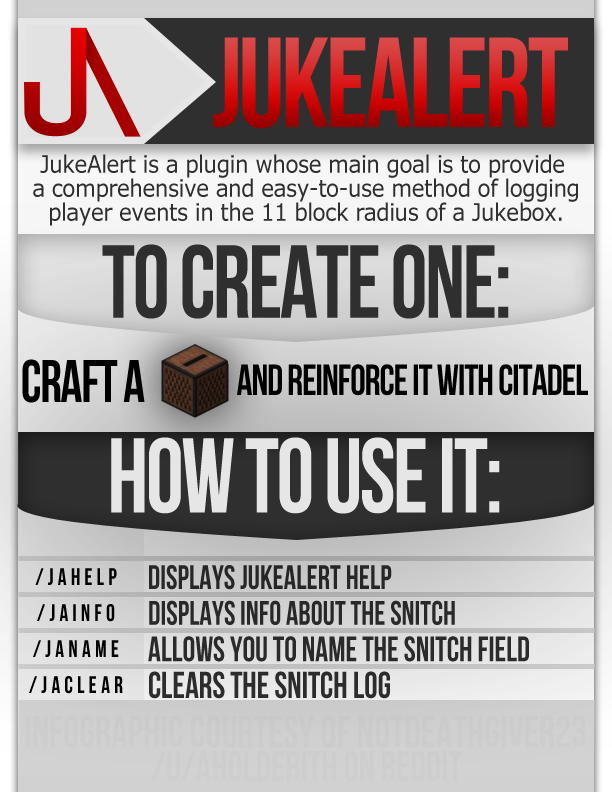 JA
JUKEALERT
JukeAlert is a plugin whose main goal is to provide
a comprehensive and easy-to-use method of logging
player events in the 11 block radius of a Jukebox.
TO CREATE ONE:
CRAFT A AND REINFORCE IT WITH CITADEL
HOW TO USE IT:
/JAHELP DISPLAYS JUKEALERT HELP
/JAINFO DISPLAYS INFO ABOUT THE SNITCH
/JANAME ALLOWS YOU TO NAME THE SNITCH FIELD
/JACLEAR CLEARS THE SNITCH LOG
INFOGRAPHIC COURTESY OF NOTDEATHGIVER23
/U/AHOLDERITH ON REDDIT